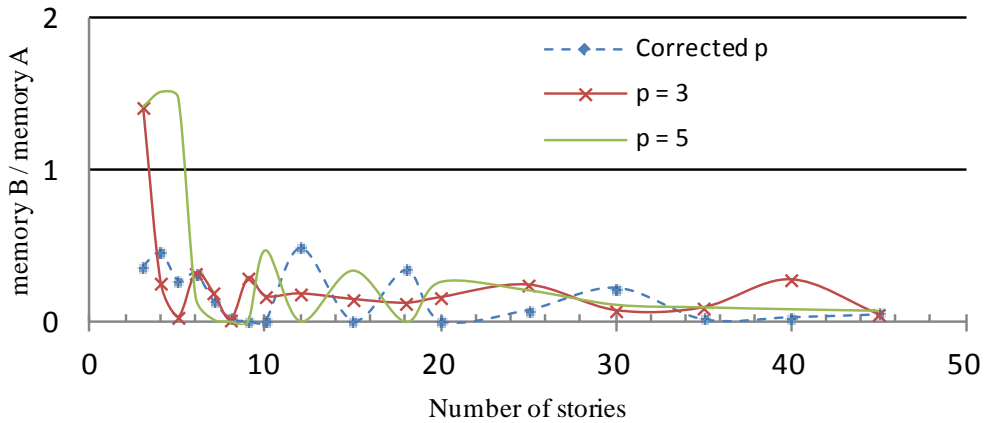 memory B / memory A
2
1
0
Corrected p
p = 3
p = 5
0 10 20 30 40 50
Number of stories